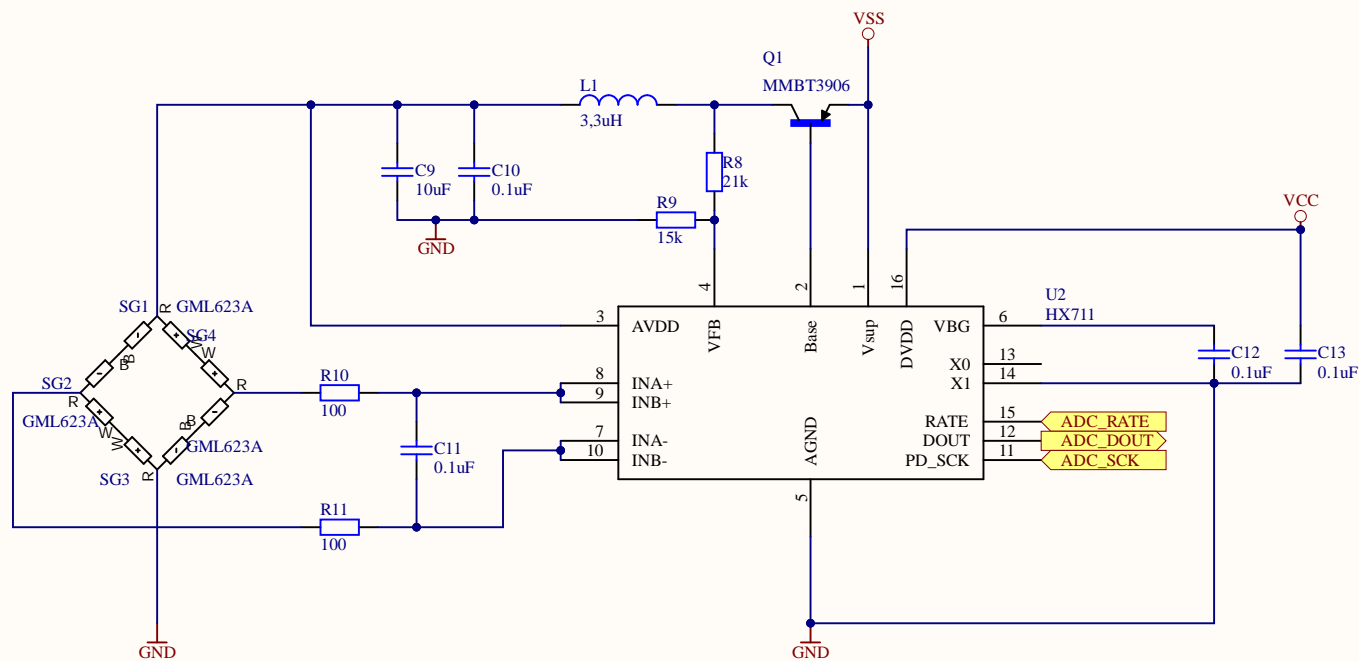 VSS
Q1
MMBT3906
L1
3,3uH
C9
10uF
C10
0.1uF
R8
21k
R9
15k
GND
VCC
SG1
GML623A
R
SG4
B
B
W
W
SG2
R
R
GML623A
B
B
GML623A
W
W
SG3
R
GML623A
GND
R10
100
C11
0.1uF
R11
100
4
2
1
16
3
AVDD
VFB
Base
Vsup
DVDD
VBG
6
U2
HX711
X0
13
X1
14
8
INA+
9
INB+
7
INA-
10
INB-
AGND
RATE
15
ADC_RATE
DOUT
12
ADC_DOUT
PD_SCK
11
ADC_SCK
5
GND
C12
0.1uF
C13
0.1uF